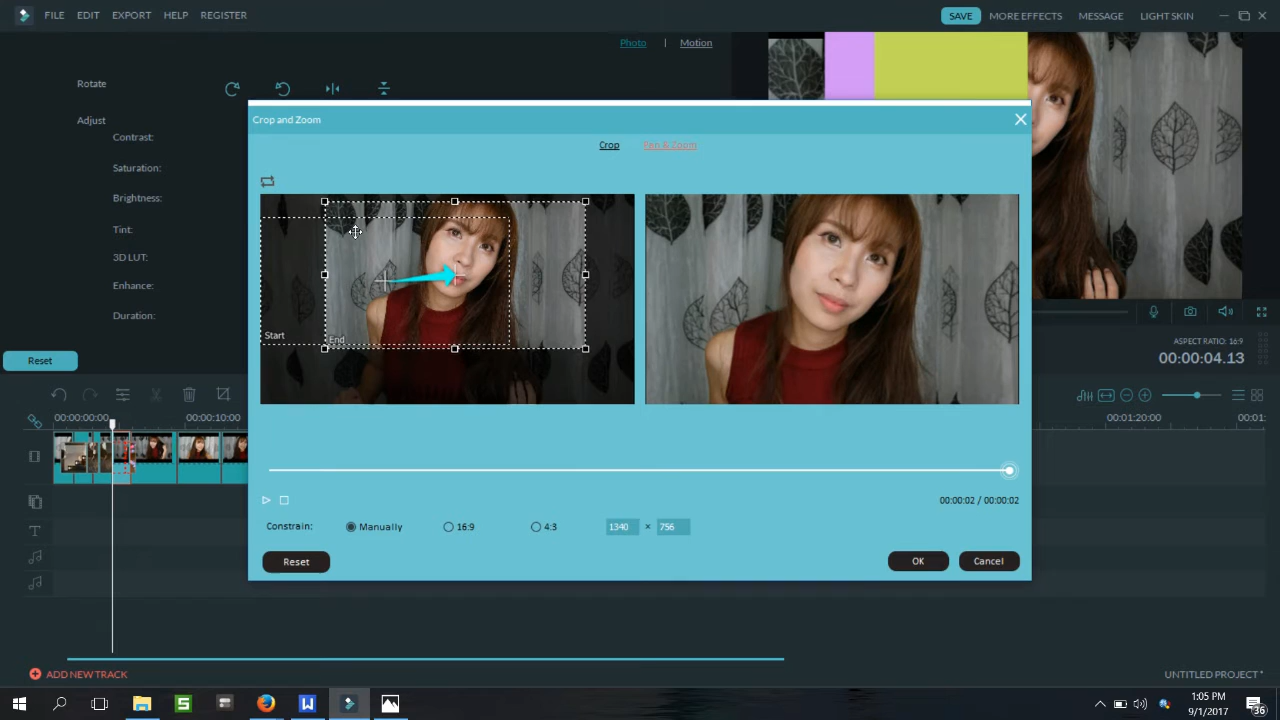 FILE EDIT EXPORT HELP REGISTER SAVE MORE EFFECTS MESSAGE LIGHT SKIN
Photo | Motion
Rotate
Adjust
Contrast:
Saturation:
Brightness:
Tint:
3D LUT:
Enhance:
Duration:
Reset
Crop and Zoom
Crop Pan & Zoom
Start
End
00:00:02 / 00:00:02
Constrain: Manually 16:9 4:3 1340 × 756
Reset OK Cancel
ASPECT RATIO: 16:9
00:00:04.13
00:00:00:00 00:00:10:00 00:01:20:00 00:01:
T
ADD NEW TRACK
UNTITLED PROJECT *
S W
1:05 PM
9/1/2017
36